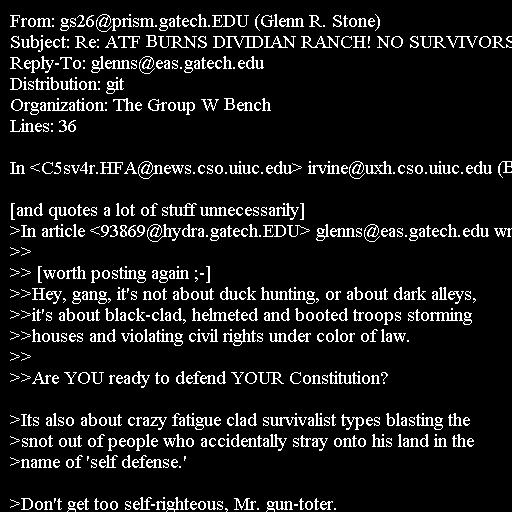 From: gs26@prism.gatech.EDU (Glenn R. Stone)
Subject: Re: ATF BURNS DIVIDIAN RANCH! NO SURVIVORS
Reply-To: glenns@eas.gatech.edu
Distribution: git
Organization: The Group W Bench
Lines: 36

In <C5sv4r.HFA@news.cso.uiuc.edu> irvine@uxh.cso.uiuc.edu (B

[and quotes a lot of stuff unnecessarily]
>In article <93869@hydra.gatech.EDU> glenns@eas.gatech.edu wr
>>
>> [worth posting again ;-]
>>Hey, gang, it's not about duck hunting, or about dark alleys,
>>it's about black-clad, helmeted and booted troops storming
>>houses and violating civil rights under color of law.
>>
>>Are YOU ready to defend YOUR Constitution?

>Its also about crazy fatigue clad survivalist types blasting the
>snot out of people who accidentally stray onto his land in the
>name of 'self defense.'

>Don't get too self-righteous, Mr. gun-toter.